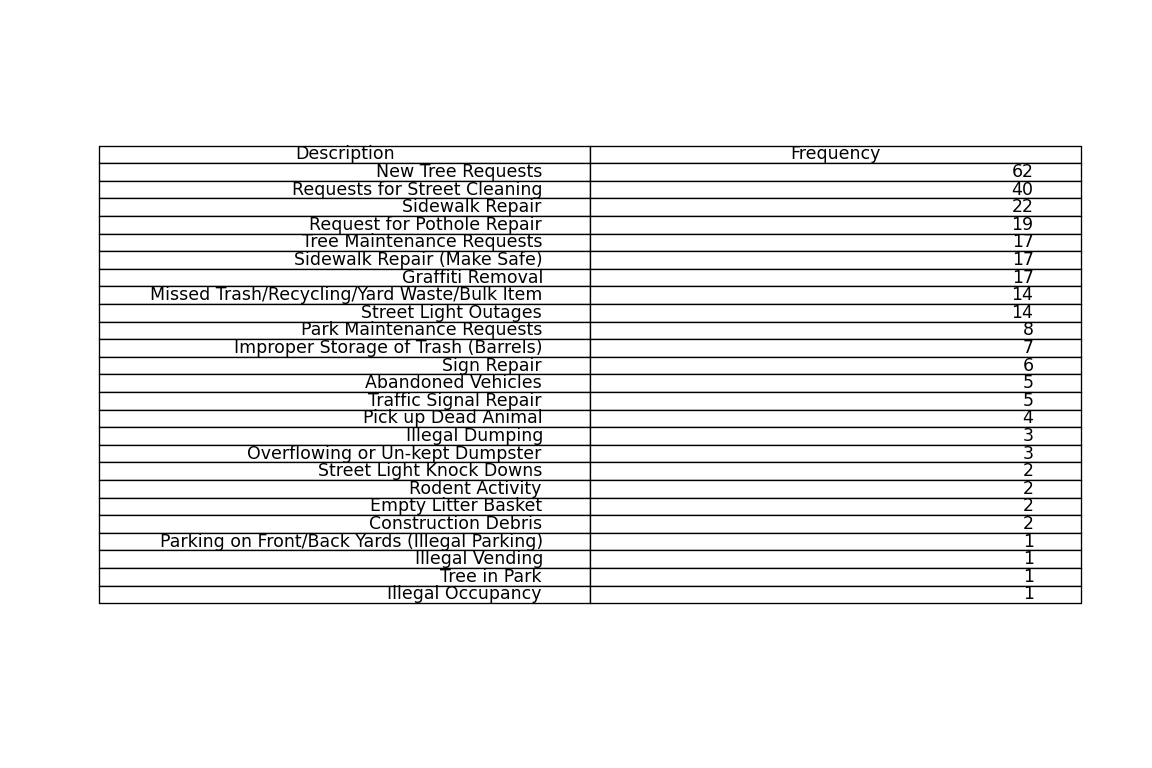 Description Frequency
New Tree Requests 62
Requests for Street Cleaning 40
Sidewalk Repair 22
Request for Pothole Repair 19
Tree Maintenance Requests 17
Sidewalk Repair (Make Safe) 17
Graffiti Removal 17
Missed Trash/Recycling/Yard Waste/Bulk Item 14
Street Light Outages 14
Park Maintenance Requests 8
Improper Storage of Trash (Barrels) 7
Sign Repair 6
Abandoned Vehicles 5
Traffic Signal Repair 5
Pick up Dead Animal 4
Illegal Dumping 3
Overflowing or Un-kept Dumpster 3
Street Light Knock Downs 2
Rodent Activity 2
Empty Litter Basket 2
Construction Debris 2
Parking on Front/Back Yards (Illegal Parking) 1
Illegal Vending 1
Tree in Park 1
Illegal Occupancy 1